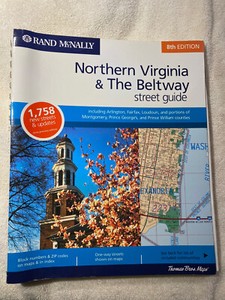 RAND McNALLY
8th EDITION
Northern Virginia
& The Beltway
street guide
including Arlington, Fairfax, Loudoun, and portions of
Montgomery, Prince George's, and Prince William counties
1,758
new streets
& updates
WASH
ALEXANDRIA
Block numbers & ZIP codes
on maps & in index
One-way streets
shown on maps
Thomas Bros. Maps